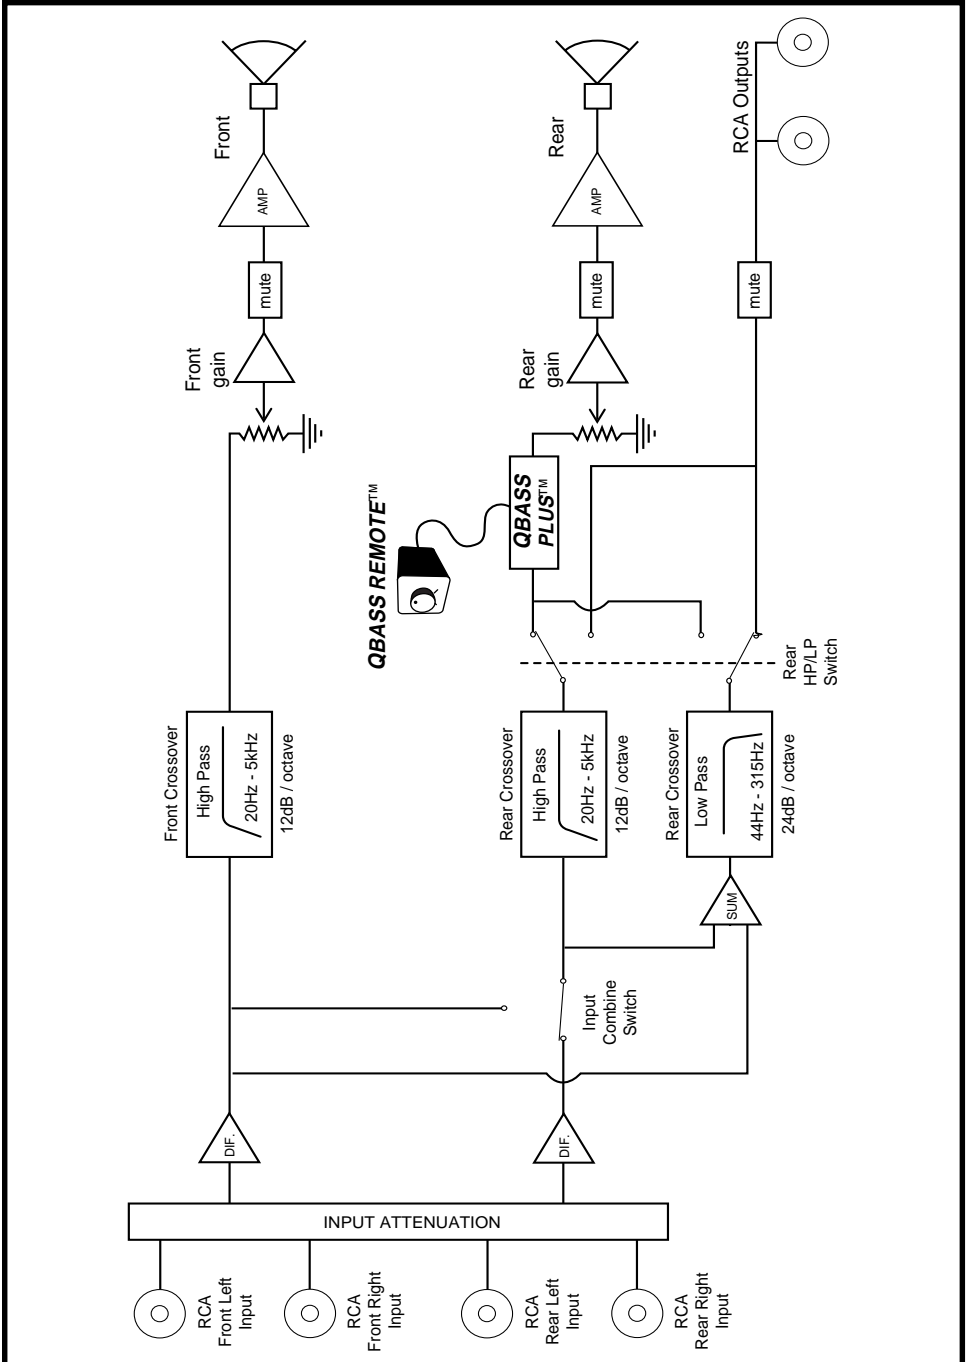 Front
Rear
RCA Outputs
AMP
AMP
mute
mute
mute
Front
gain
Rear
gain
QBASS REMOTE™
QBASS
PLUS™
Rear
HP/LP
Switch
Front Crossover
High Pass
20Hz - 5kHz
12dB / octave
Rear Crossover
High Pass
20Hz - 5kHz
12dB / octave
Rear Crossover
Low Pass
44Hz - 315Hz
24dB / octave
SUM
Input
Combine
Switch
DIF.
DIF.
INPUT ATTENUATION
RCA
Front Left
Input
RCA
Front Right
Input
RCA
Rear Left
Input
RCA
Rear Right
Input